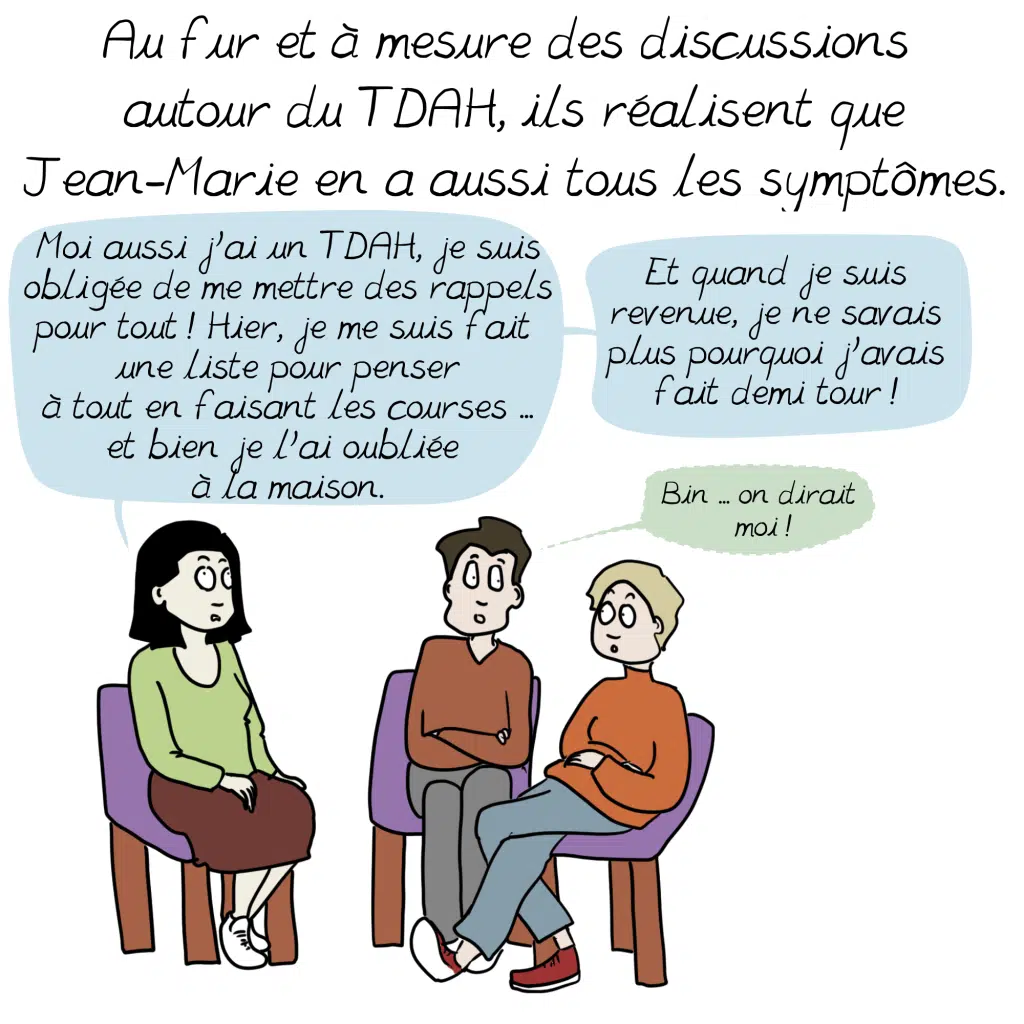 Au fur et à mesure des discussions
autour du TDAH, ils réalisent que
Jean-Marie en a aussi tous les symptômes.
Moi aussi j'ai un TDAH, je suis
obligée de me mettre des rappels
pour tout ! Hier, je me suis fait
une liste pour penser
à tout en faisant les courses ...
et bien je l'ai oubliée
à la maison.
Et quand je suis
revenue, je ne savais
plus pourquoi j'avais
fait demi tour !
Bin ... on dirait
moi !